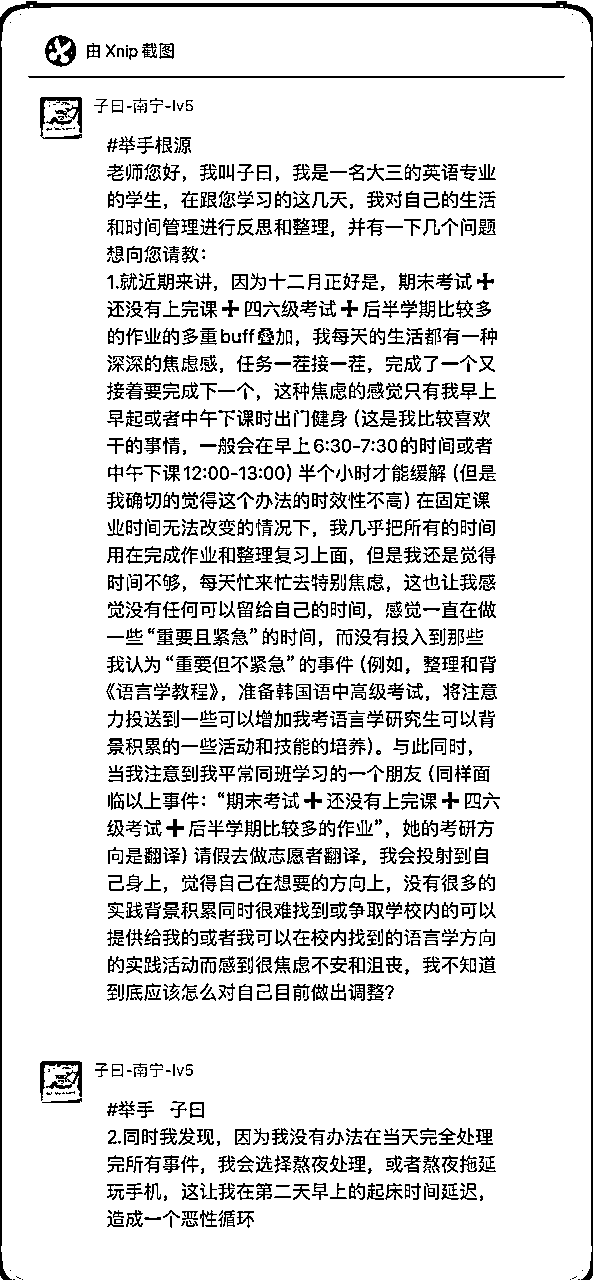 由 Xnip 截图
子曰-南宁-lv5
#举手根源
老师您好，我叫子曰，我是一名大三的英语专业
的学生，在跟您学习的这几天，我对自己的生活
和时间管理进行反思和整理，并有一下几个问题
想向您请教：
1.就近期来讲，因为十二月正好是，期末考试➕
还没有上完课➕四六级考试➕后半学期比较多
的作业的多重buff叠加，我每天的生活都有一种
深深的焦虑感，任务一茬接一茬，完成了一个又
接着要完成下一个，这种焦虑的感觉只有我早上
早起或者中午下课时出门健身（这是我比较喜欢
干的事情，一般会在早上6:30-7:30的时间或者
中午下课12:00-13:00）半个小时才能缓解（但是
我确切的觉得这个办法的时效性不高）在固定课
业时间无法改变的情况下，我几乎把所有的时间
用在完成作业和整理复习上面，但是我还是觉得
时间不够，每天忙来忙去特别焦虑，这也让我感
觉没有任何可以留给自己的时间，感觉一直在做
一些“重要且紧急”的时间，而没有投入到那些
我认为“重要但不紧急”的事件（例如，整理和背
《语言学教程》，准备韩国语中高级考试，将注意
力投送到一些可以增加我考语言学研究生可以背
景积累的一些活动和技能的培养）。与此同时，
当我注意到我平常同班学习的一个朋友（同样面
临以上事件：“期末考试➕还没有上完课➕四六
级考试➕后半学期比较多的作业”，她的考研方
向是翻译）请假去做志愿者翻译，我会投射到自
己身上，觉得自己在想要的方向上，没有很多的
实践背景积累同时很难找到或争取学校内的可以
提供给我的或者我可以在校内找到的语言学方向
的实践活动而感到很焦虑不安和沮丧，我不知道
到底应该怎么对自己目前做出调整？
子曰-南宁-lv5
#举手 子曰
2.同时我发现，因为我没有办法在当天完全处理
完所有事件，我会选择熬夜处理，或者熬夜拖延
玩手机，这让我在第二天早上的起床时间延迟，
造成一个恶性循环